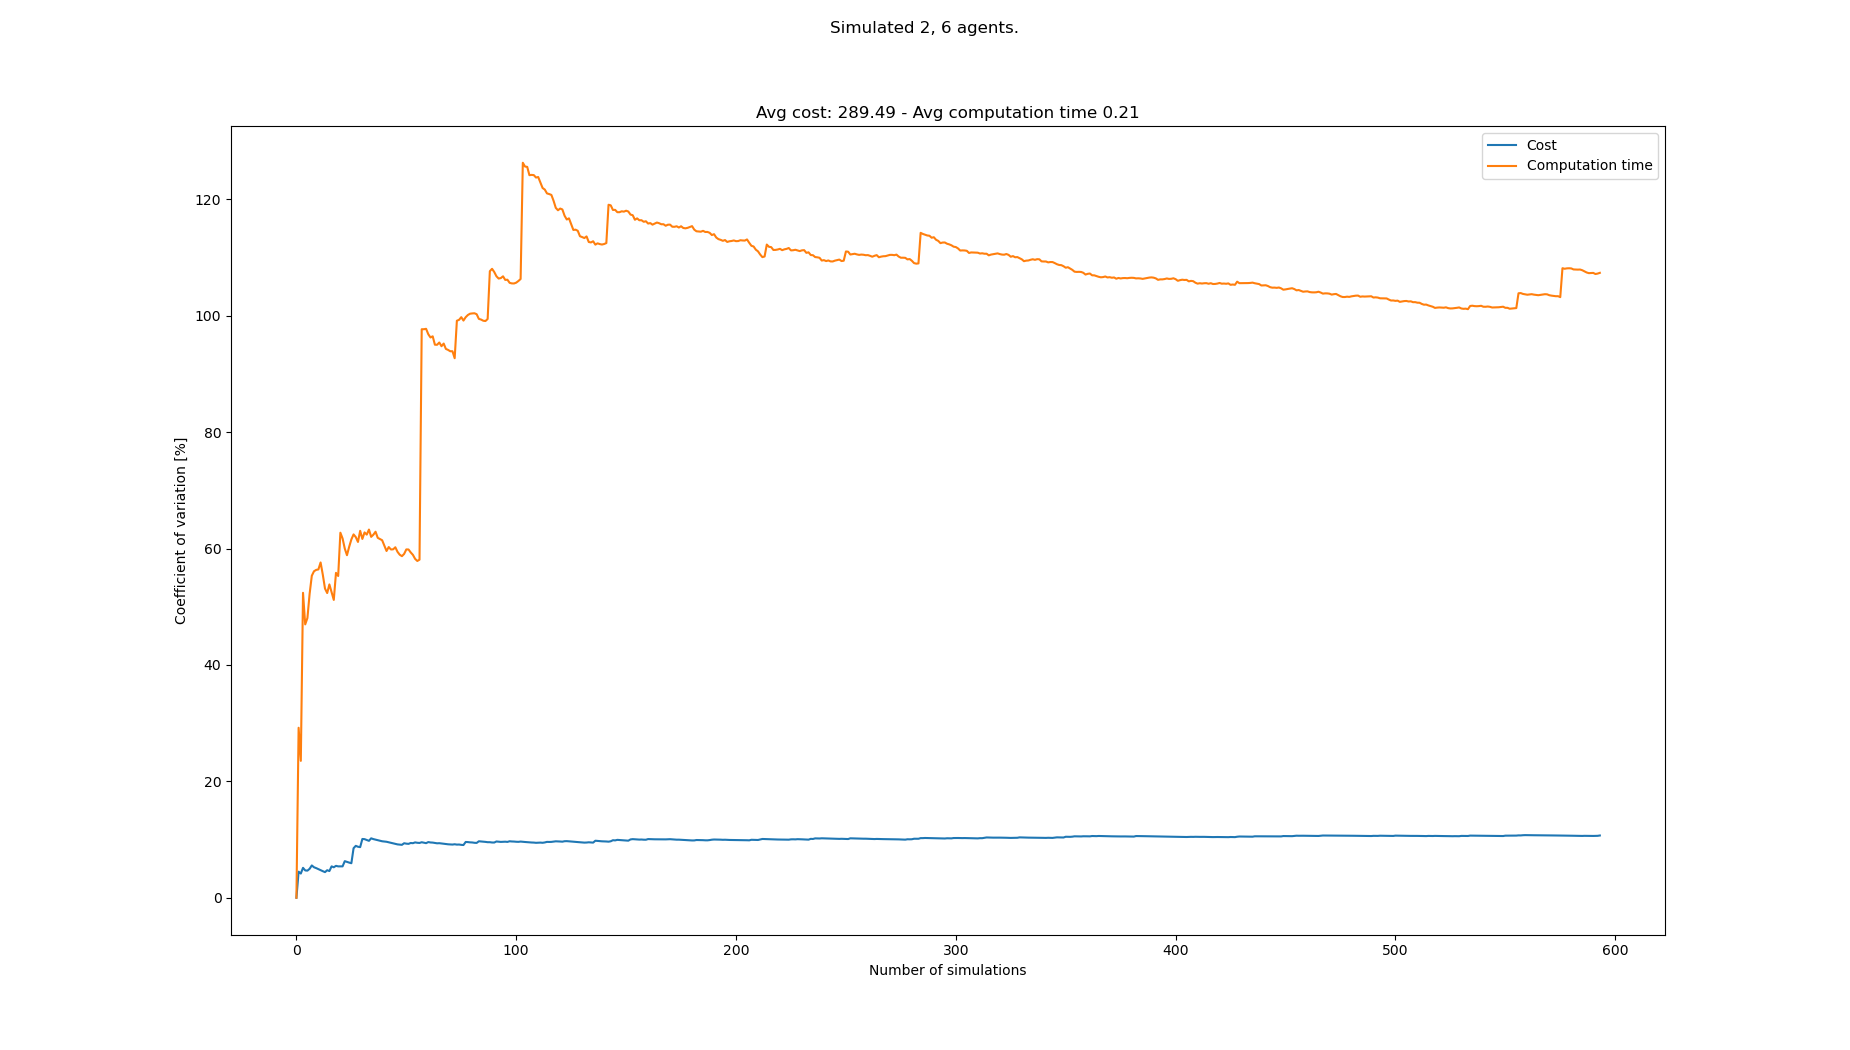 Simulated 2, 6 agents.
Avg cost: 289.49 - Avg computation time 0.21
Cost
Computation time
120
100
80
60
40
20
0
Coefficient of variation [%]
0 100 200 300 400 500 600
Number of simulations